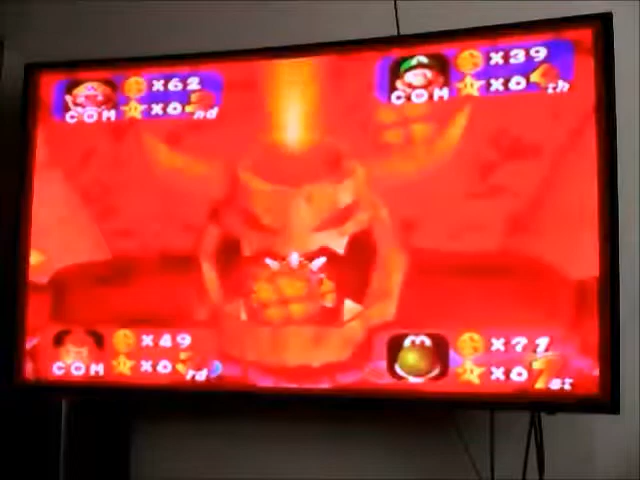 ×62
COM ×0 nd
×39
COM ×0 th
×49
COM ×0 rd
×71
×0 st